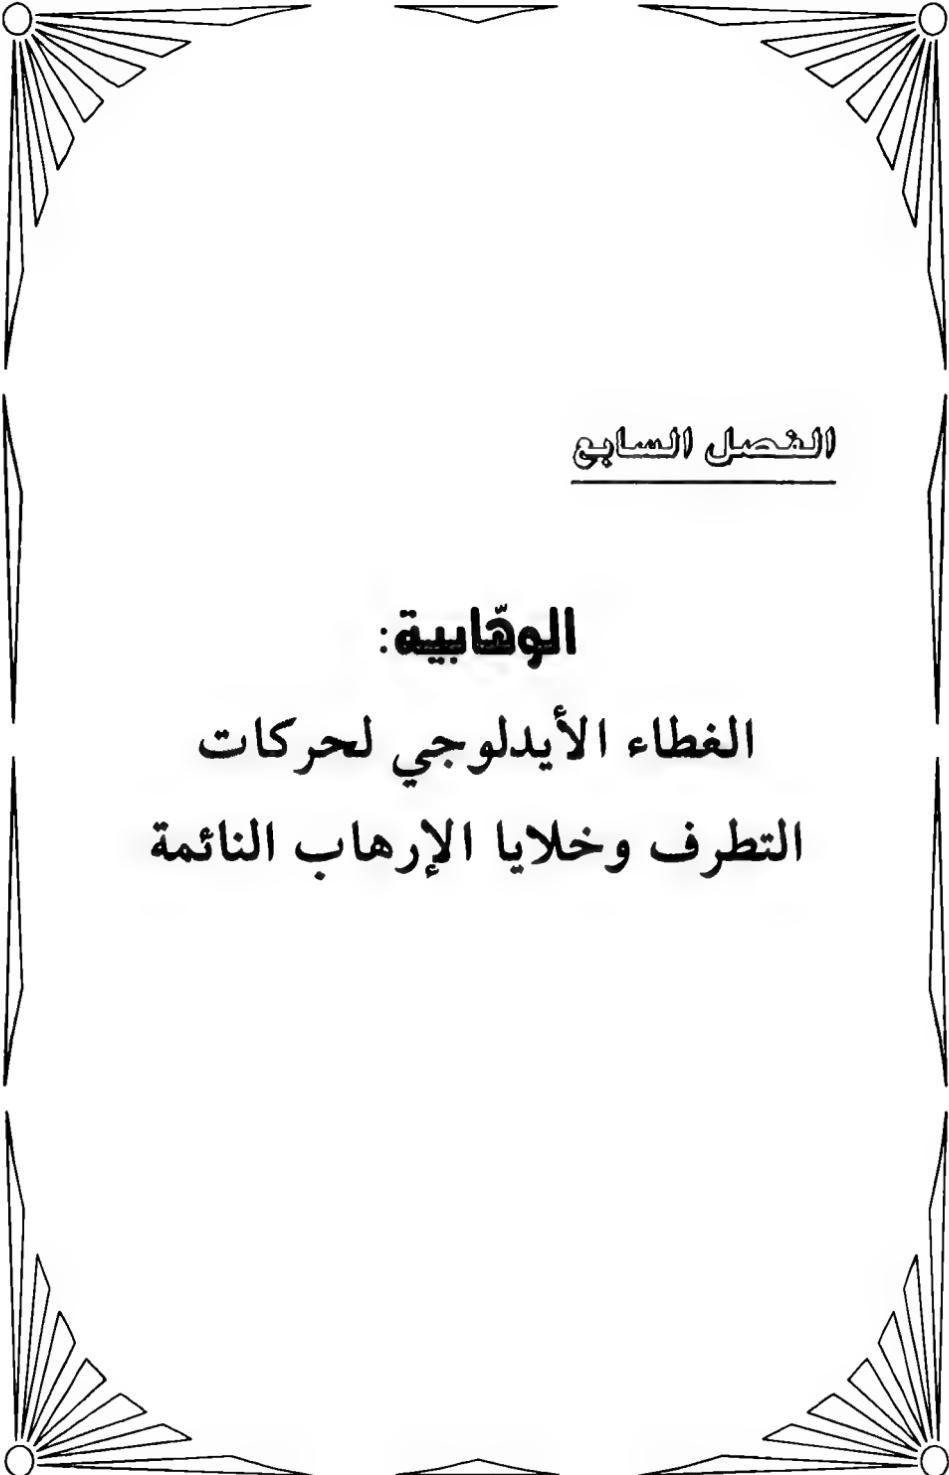 الفصل السابع
الوهّابية:
الغطاء الأيدلوجي لحركات
التطرف وخلايا الإرهاب النائمة